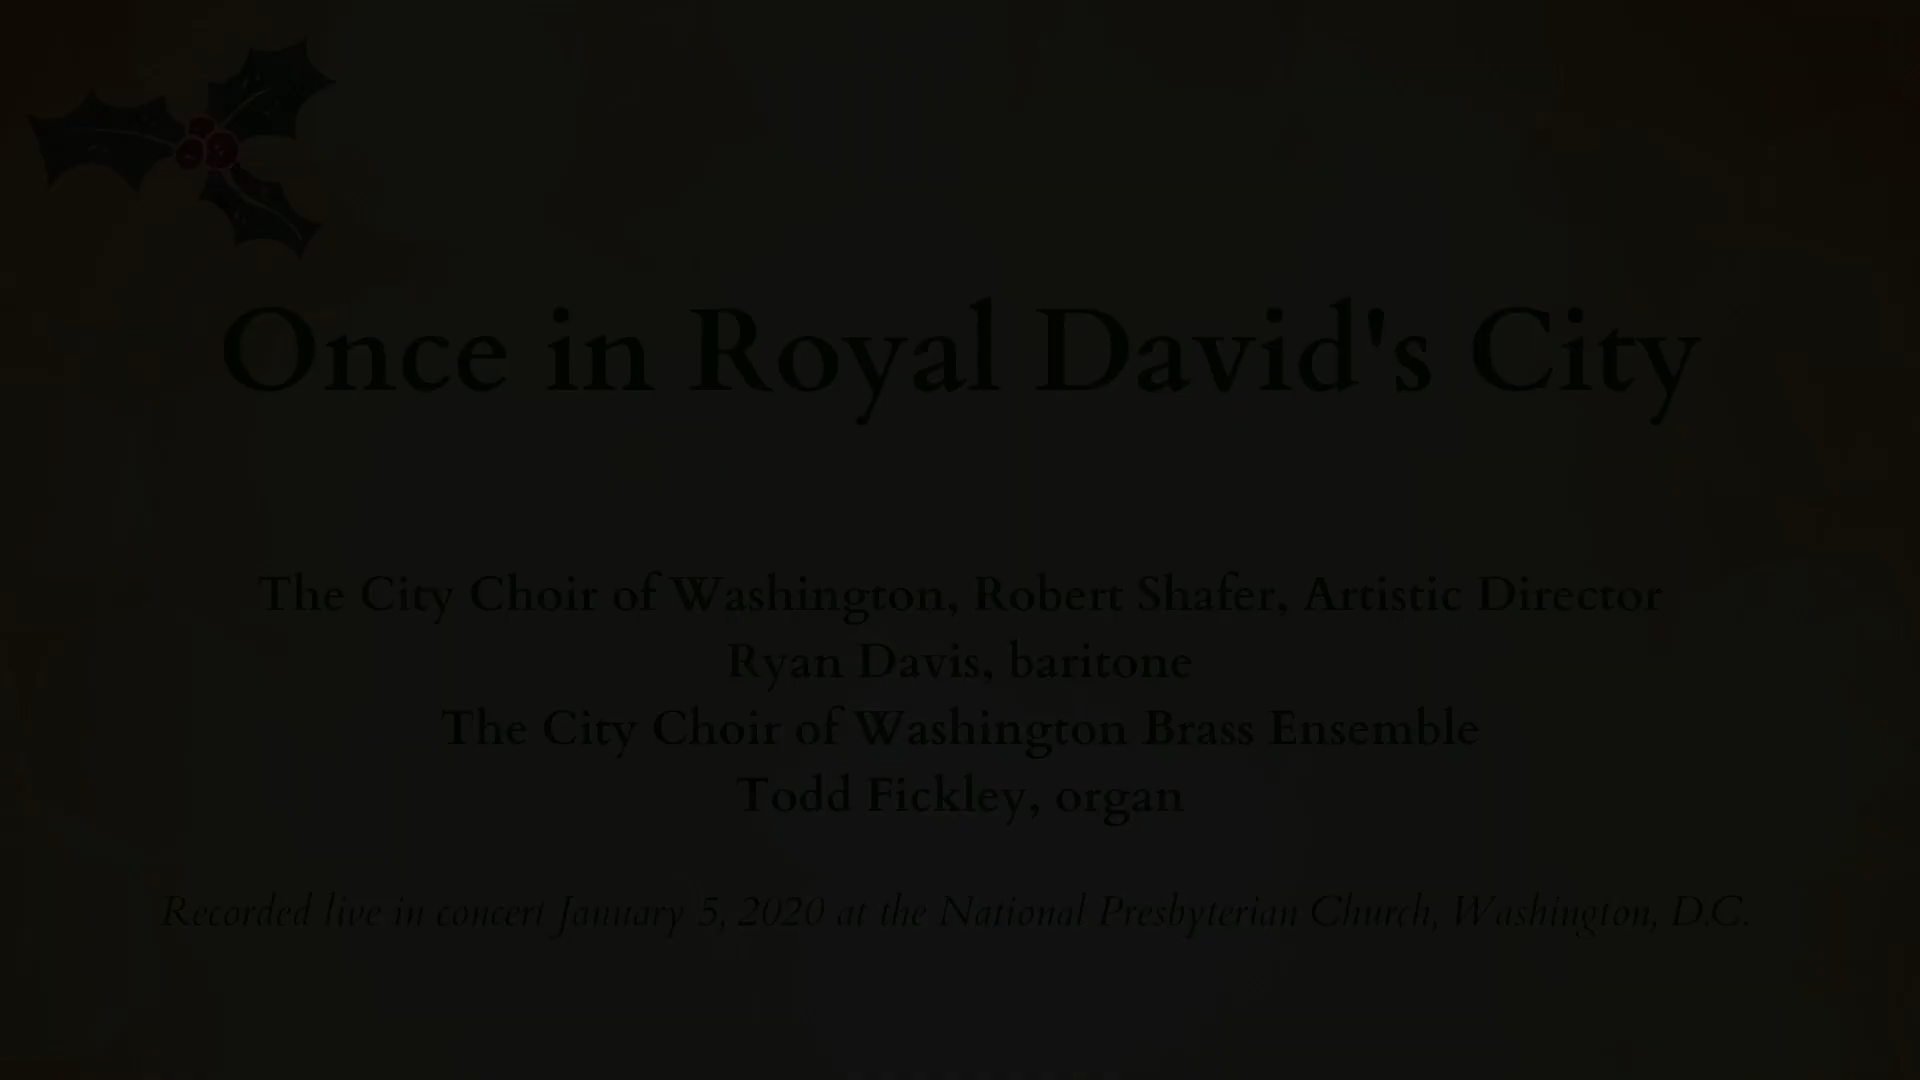 Once in Royal David's City
The City Choir of Washington, Robert Shafer, Artistic Director
Ryan Davis, baritone
The City Choir of Washington Brass Ensemble
Todd Fickley, organ
Recorded live in concert January 5, 2020 at the National Presbyterian Church, Washington, D.C.